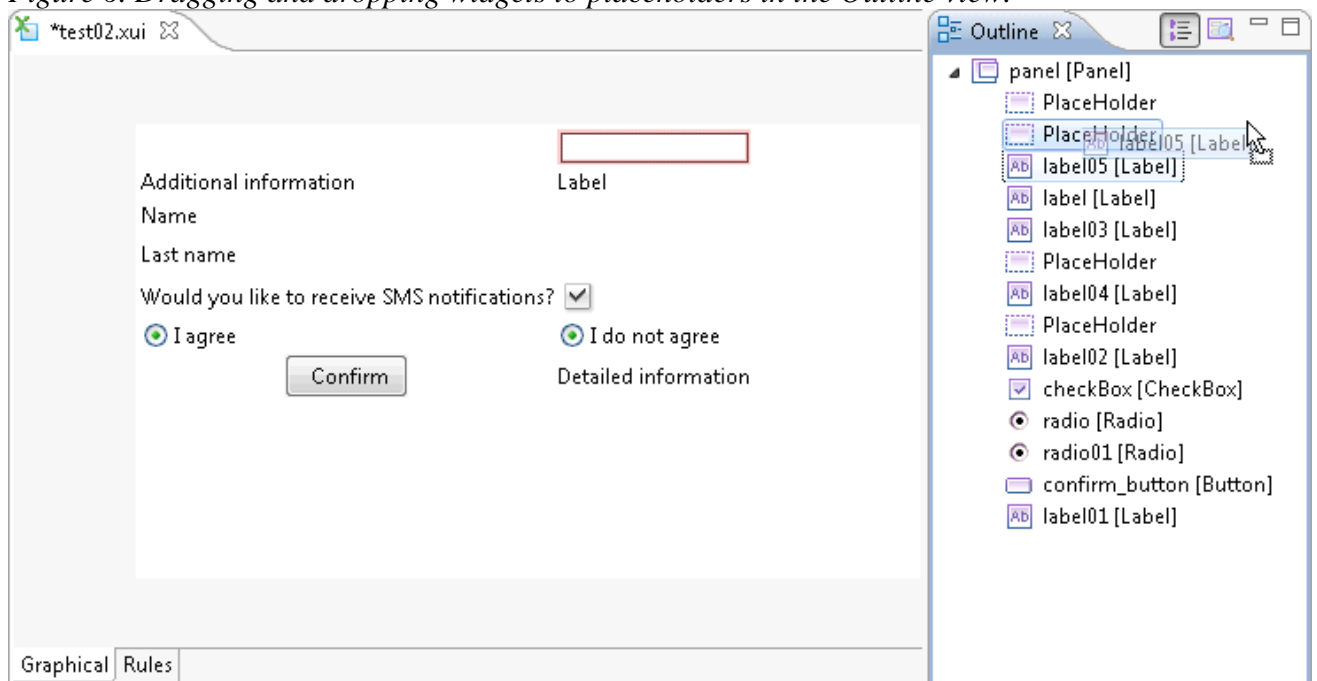 Figure 6. Dragging and dropping widgets to placeholders in the Outline view.
*test02.xui
Additional information
Label
Name
Last name
Would you like to receive SMS notifications?
I agree
I do not agree
Confirm
Detailed information
Graphical
Rules
Outline
panel [Panel]
PlaceHolder
PlaceHolder
label05 [Label]
label05 [Label]
label [Label]
label03 [Label]
PlaceHolder
label04 [Label]
PlaceHolder
label02 [Label]
checkBox [CheckBox]
radio [Radio]
radio01 [Radio]
confirm_button [Button]
label01 [Label]